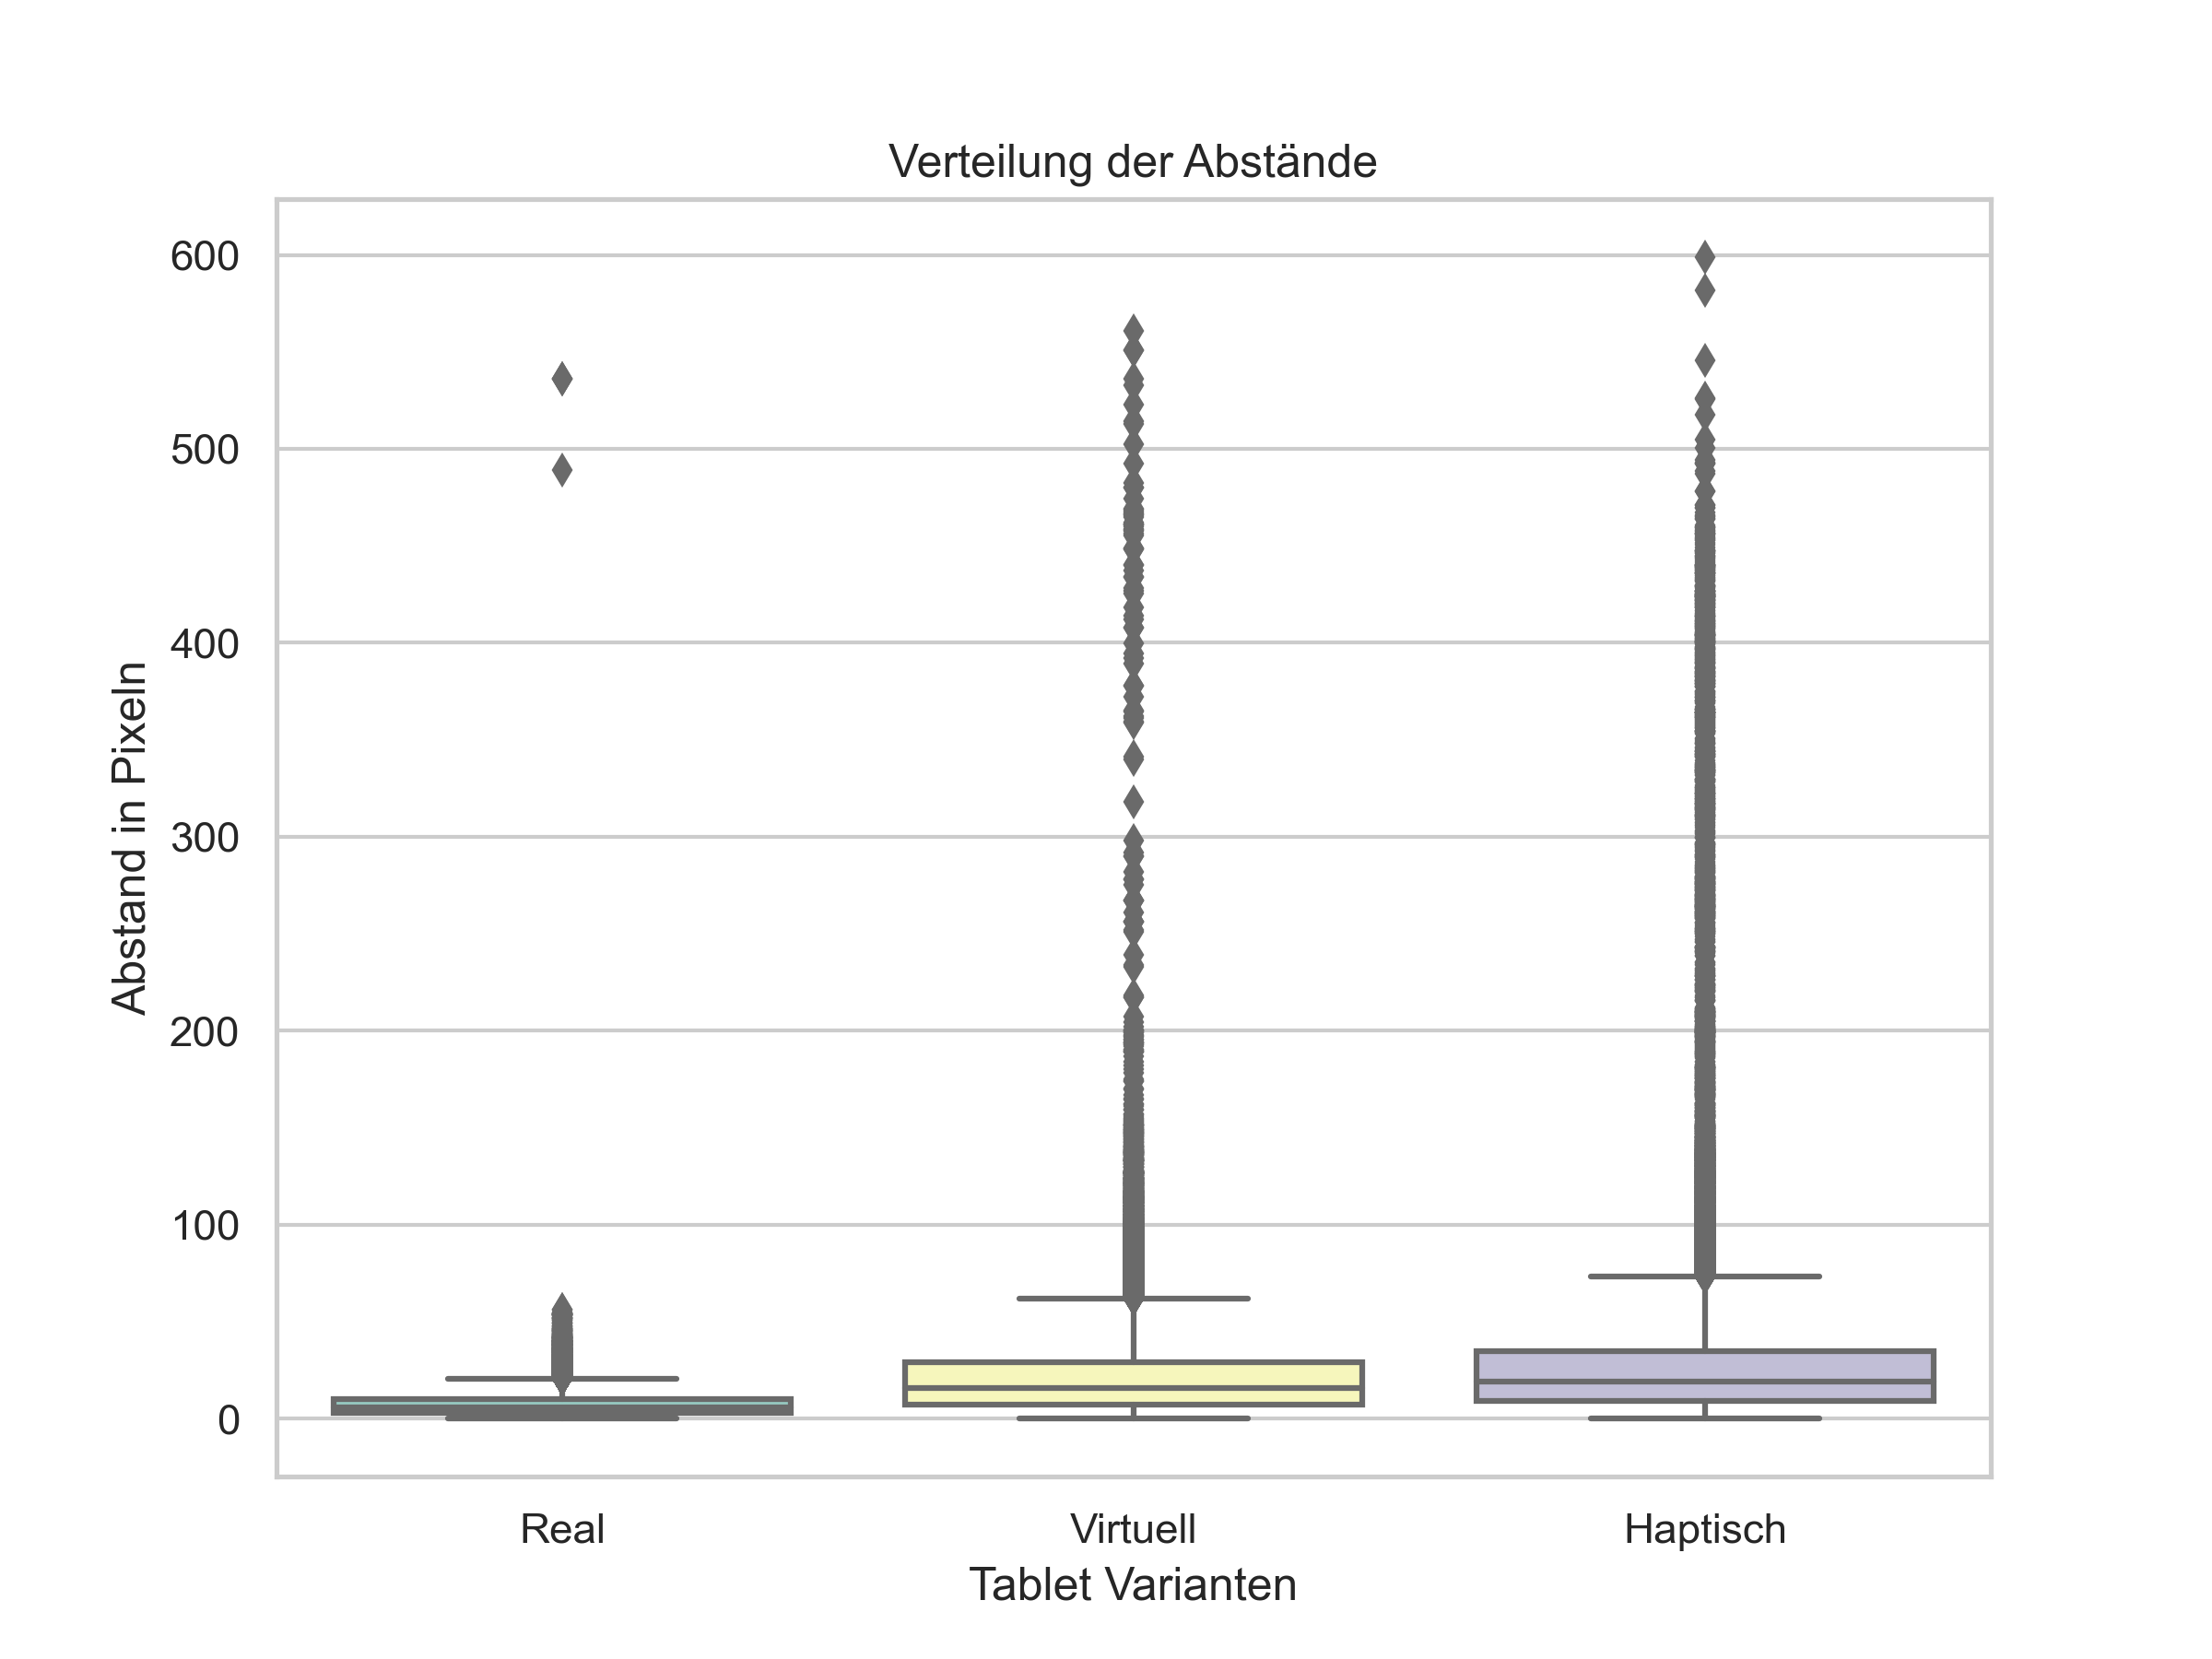 Verteilung der Abstände
600
500
400
300
200
100
0
Abstand in Pixeln
Real
Virtuell
Haptisch
Tablet Varianten